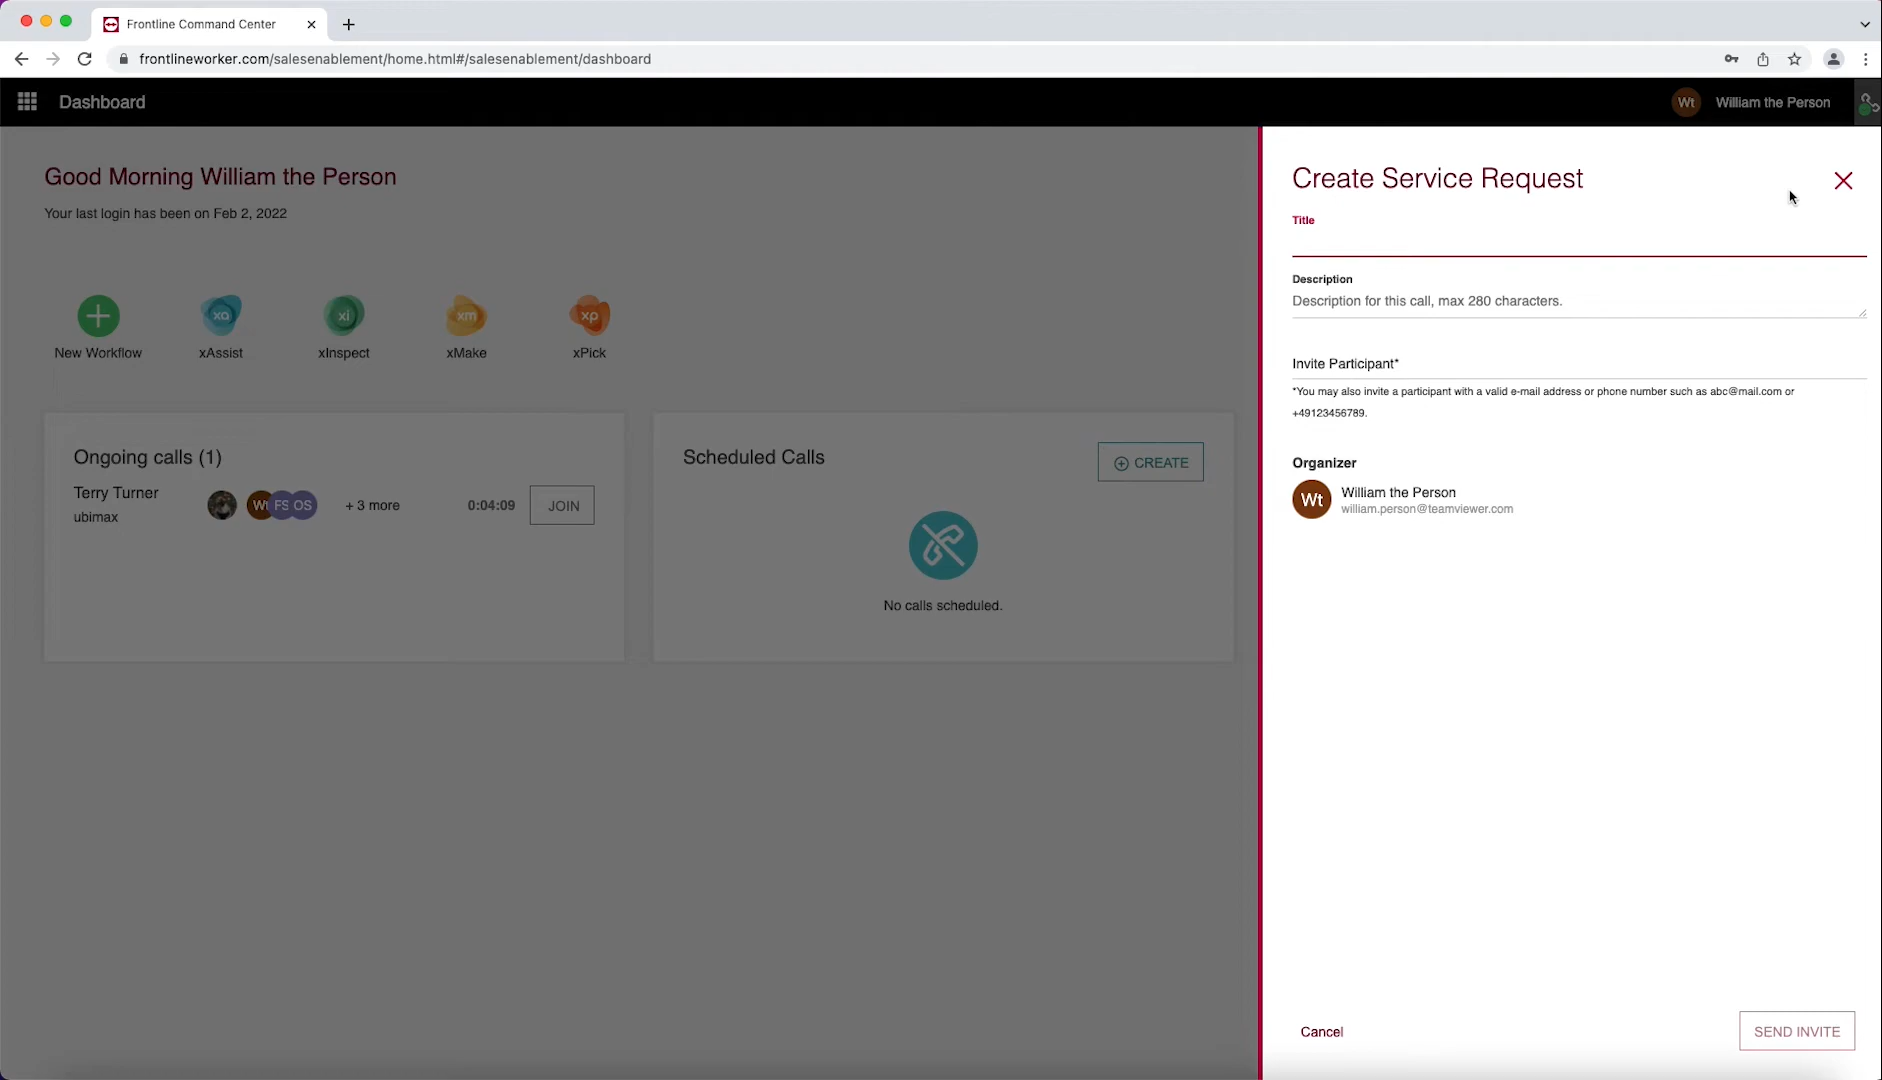 Frontline Command Center
frontlineworker.com/salesenablement/home.html#/salesenablement/dashboard
Dashboard
Wt William the Person
Good Morning William the Person
Your last login has been on Feb 2, 2022
New Workflow
xa
xAssist
xi
xInspect
xm
xMake
xp
xPick
Ongoing calls (1)
Terry Turner
ubimax
Wt FS OS
+ 3 more
0:04:09
JOIN
Scheduled Calls
CREATE
No calls scheduled.
Create Service Request
Title
Description
Description for this call, max 280 characters.
Invite Participant*
*You may also invite a participant with a valid e-mail address or phone number such as abc@mail.com or
+49123456789.
Organizer
Wt
William the Person
william.person@teamviewer.com
Cancel
SEND INVITE